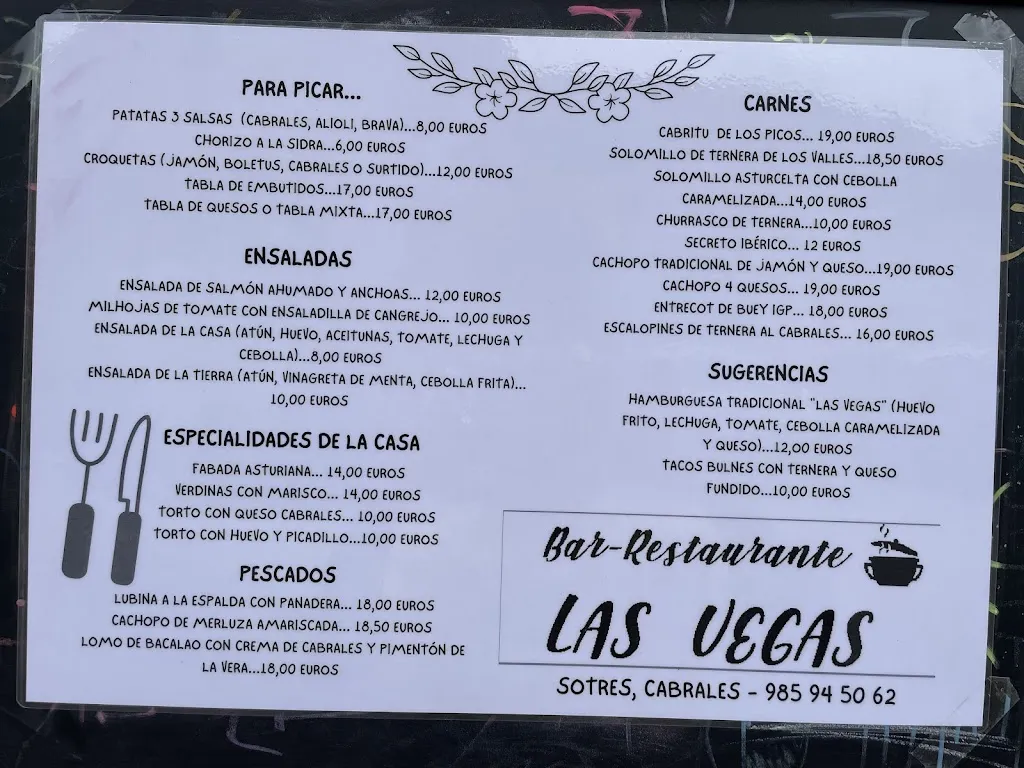 PARA PICAR...
PATATAS 3 SALSAS (CABRALES, ALIOLI, BRAVA)...8,00 EUROS
CHORIZO A LA SIDRA...6,00 EUROS
CROQUETAS (JAMÓN, BOLETUS, CABRALES O SURTIDO)...12,00 EUROS
TABLA DE EMBUTIDOS...17,00 EUROS
TABLA DE QUESOS O TABLA MIXTA...17,00 EUROS
ENSALADAS
ENSALADA DE SALMÓN AHUMADO Y ANCHOAS... 12,00 EUROS
MILHOJAS DE TOMATE CON ENSALADILLA DE CANGREJO... 10,00 EUROS
ENSALADA DE LA CASA (ATÚN, HUEVO, ACEITUNAS, TOMATE, LECHUGA Y
CEBOLLA)...8,00 EUROS
ENSALADA DE LA TIERRA (ATÚN, VINAGRETA DE MENTA, CEBOLLA FRITA)...
10,00 EUROS
ESPECIALIDADES DE LA CASA
FABADA ASTURIANA... 14,00 EUROS
VERDINAS CON MARISCO... 14,00 EUROS
TORTO CON QUESO CABRALES... 10,00 EUROS
TORTO CON HUEVO Y PICADILLO...10,00 EUROS
PESCADOS
LUBINA A LA ESPALDA CON PANADERA... 18,00 EUROS
CACHOPO DE MERLUZA AMARISCADA... 18,50 EUROS
LOMO DE BACALAO CON CREMA DE CABRALES Y PIMENTÓN DE
LA VERA...18,00 EUROS
CARNES
CABRITU DE LOS PICOS... 19,00 EUROS
SOLOMILLO DE TERNERA DE LOS VALLES...18,50 EUROS
SOLOMILLO ASTURCELTA CON CEBOLLA
CARAMELIZADA...14,00 EUROS
CHURRASCO DE TERNERA...10,00 EUROS
SECRETO IBÉRICO... 12 EUROS
CACHOPO TRADICIONAL DE JAMÓN Y QUESO...19,00 EUROS
CACHOPO 4 QUESOS... 19,00 EUROS
ENTRECOT DE BUEY IGP... 18,00 EUROS
ESCALOPINES DE TERNERA AL CABRALES... 16,00 EUROS
SUGERENCIAS
HAMBURGUESA TRADICIONAL "LAS VEGAS" (HUEVO
FRITO, LECHUGA, TOMATE, CEBOLLA CARAMELIZADA
Y QUESO)...12,00 EUROS
TACOS BULNES CON TERNERA Y QUESO
FUNDIDO...10,00 EUROS
Bar-Restaurante
LAS VEGAS
SOTRES, CABRALES - 985 94 50 62